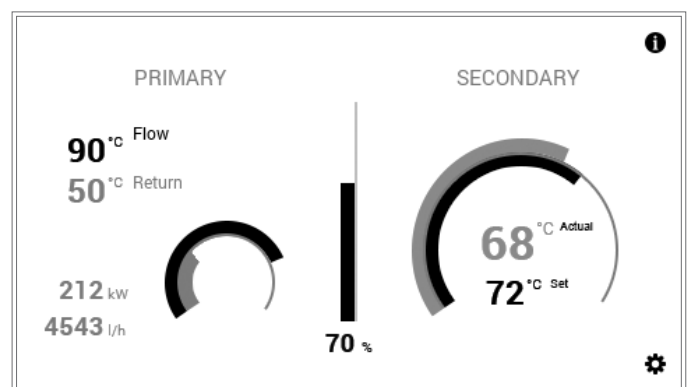 PRIMARY
90 °C Flow
50 °C Return
212 kW
4543 l/h
70 %
SECONDARY
68 °C Actual
72 °C Set